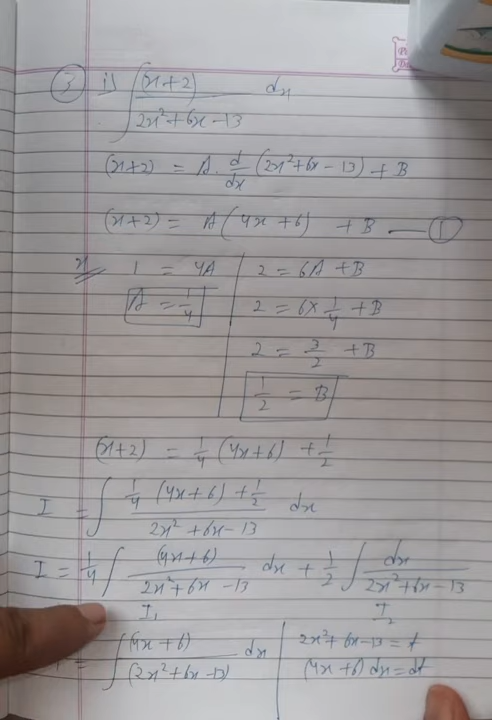 ③ i) ∫ (x+2) / (2x²+6x-13) dx
(x+2) = A. d/dx (2x²+6x-13) + B
(x+2) = A(4x+6) + B — ①
x 1 = 4A | 2 = 6A + B
A = 1/4 | 2 = 6 × 1/4 + B
2 = 3/2 + B
1/2 = B
(x+2) = 1/4 (4x+6) + 1/2
I = ∫ (1/4 (4x+6) + 1/2) / (2x²+6x-13) dx
I = 1/4 ∫ (4x+6) / (2x²+6x-13) dx + 1/2 ∫ dx / (2x²+6x-13)
I₁ I₂
= ∫ (4x+6) / (2x²+6x-13) dx | 2x²+6x-13 = t
(4x+6) dx = dt